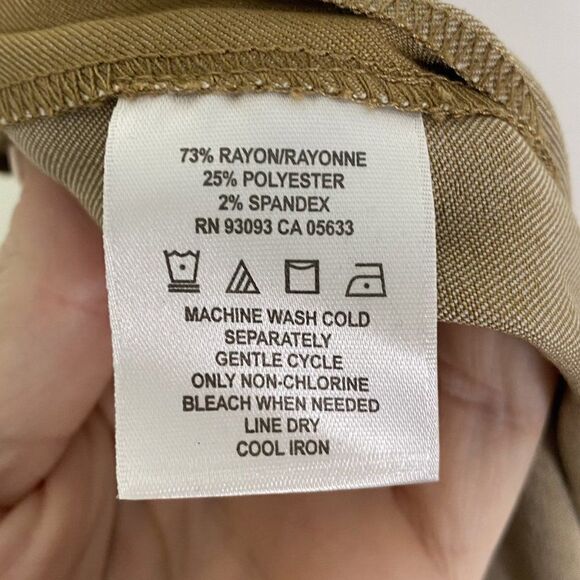 73% RAYON/RAYONNE
25% POLYESTER
2% SPANDEX
RN 93093 CA 05633
MACHINE WASH COLD
SEPARATELY
GENTLE CYCLE
ONLY NON-CHLORINE
BLEACH WHEN NEEDED
LINE DRY
COOL IRON